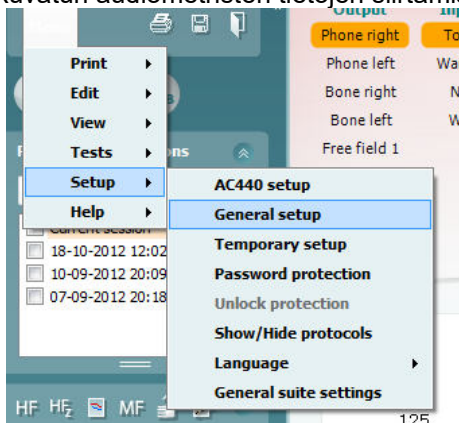 Output
Phone right
Print
Phone left
Edit
Bone right
View
Bone left
Tests
Free field 1
Setup
AC440 setup
Help
General setup
Current session
18-10-2012 12:02
Temporary setup
10-09-2012 20:09
Password protection
07-09-2012 20:18
Unlock protection
Show/Hide protocols
Language
General suite settings
HF HFz MF
125